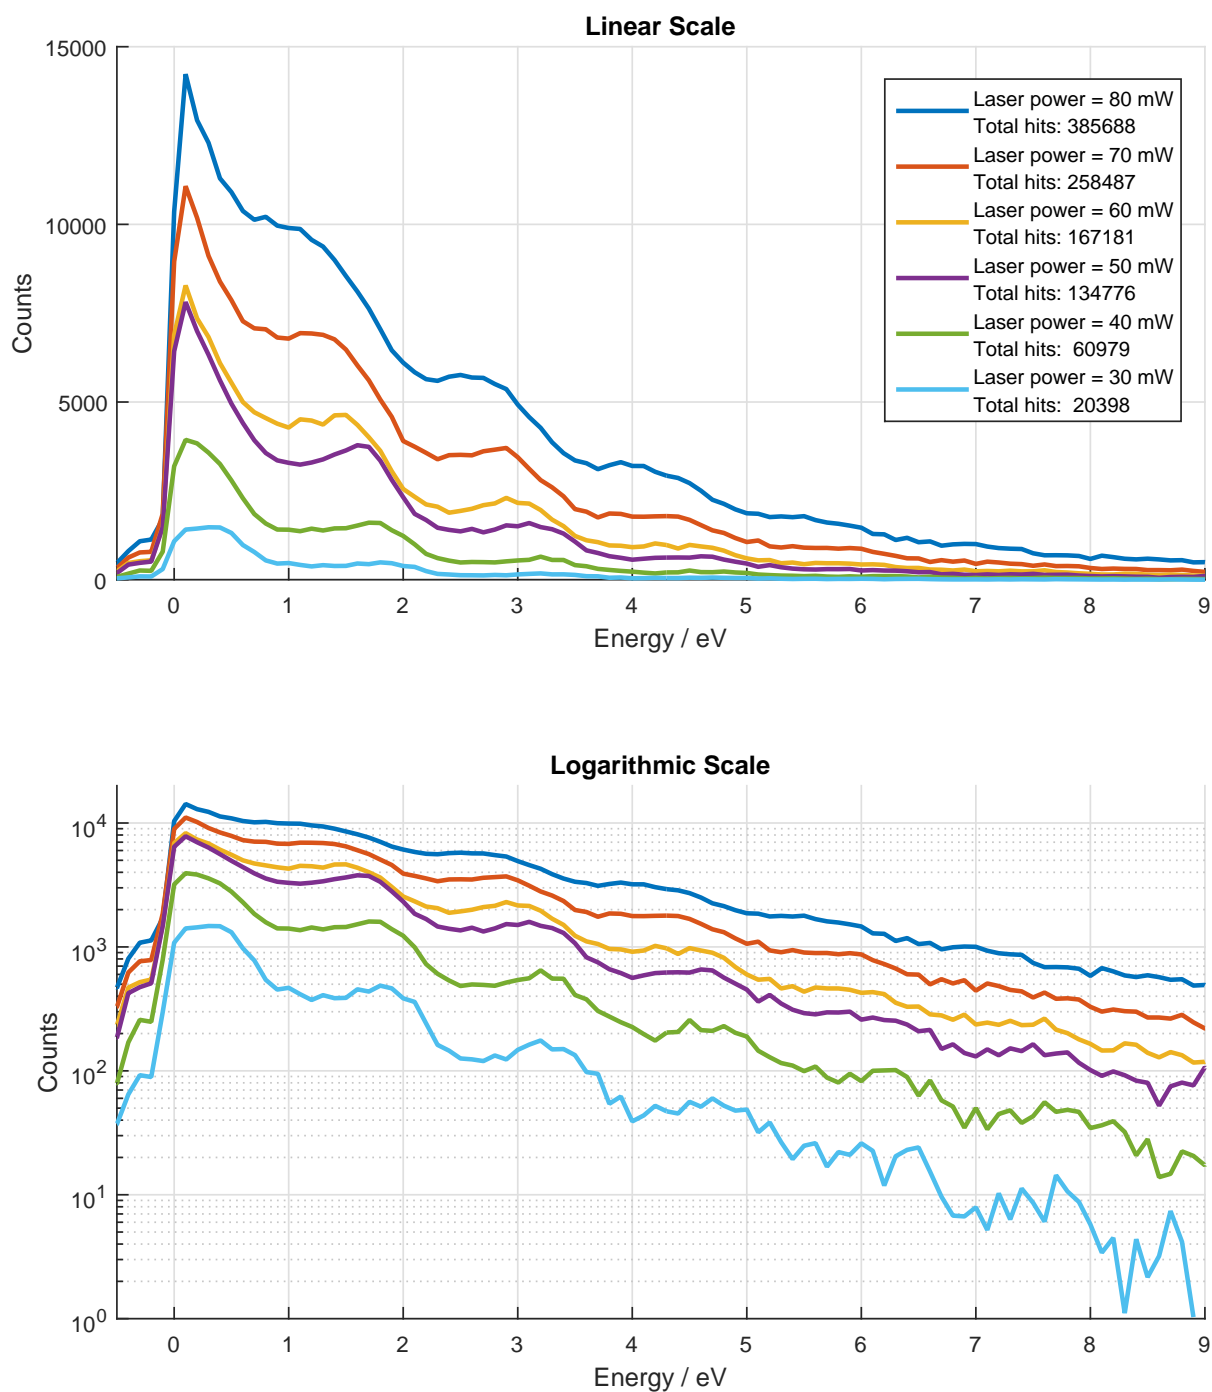 Linear Scale
15000
10000
5000
0
Counts
Laser power = 80 mW
Total hits: 385688
Laser power = 70 mW
Total hits: 258487
Laser power = 60 mW
Total hits: 167181
Laser power = 50 mW
Total hits: 134776
Laser power = 40 mW
Total hits:  60979
Laser power = 30 mW
Total hits:  20398
0 1 2 3 4 5 6 7 8 9
Energy / eV
Logarithmic Scale
10^4
10^3
10^2
10^1
10^0
Counts
0 1 2 3 4 5 6 7 8 9
Energy / eV